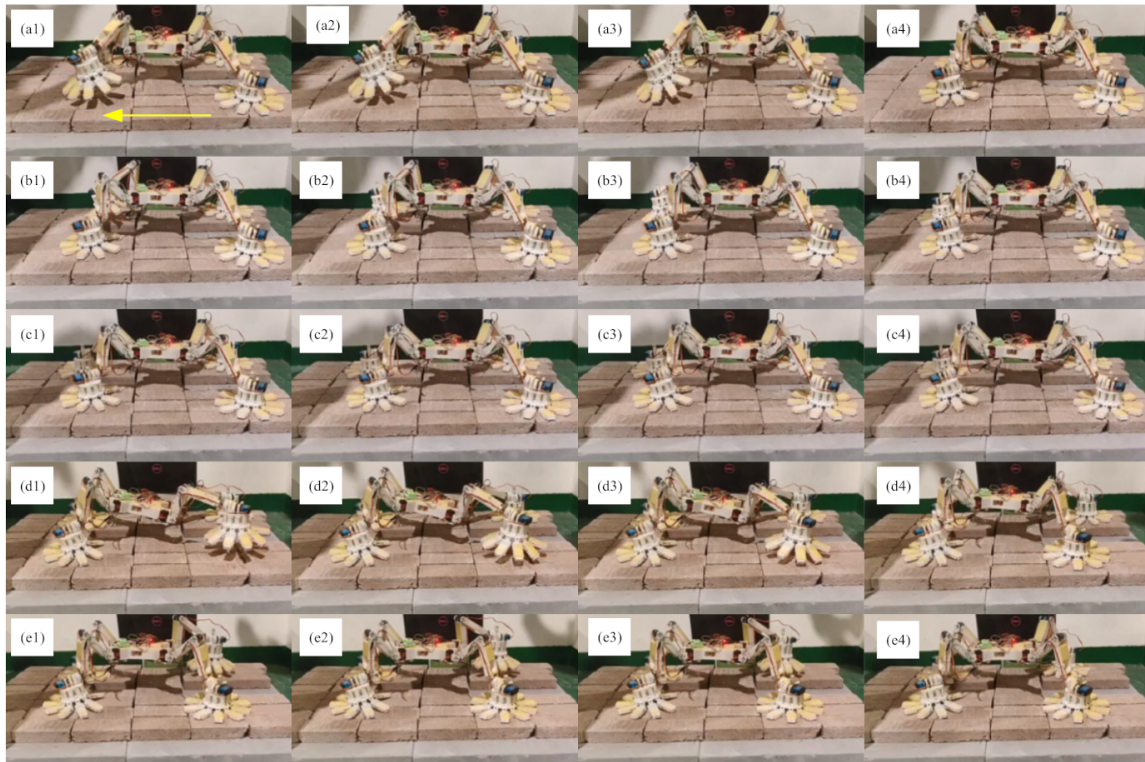 (a1)
(a2)
(a3)
(a4)
(b1)
(b2)
(b3)
(b4)
(c1)
(c2)
(c3)
(c4)
(d1)
(d2)
(d3)
(d4)
(e1)
(e2)
(e3)
(e4)